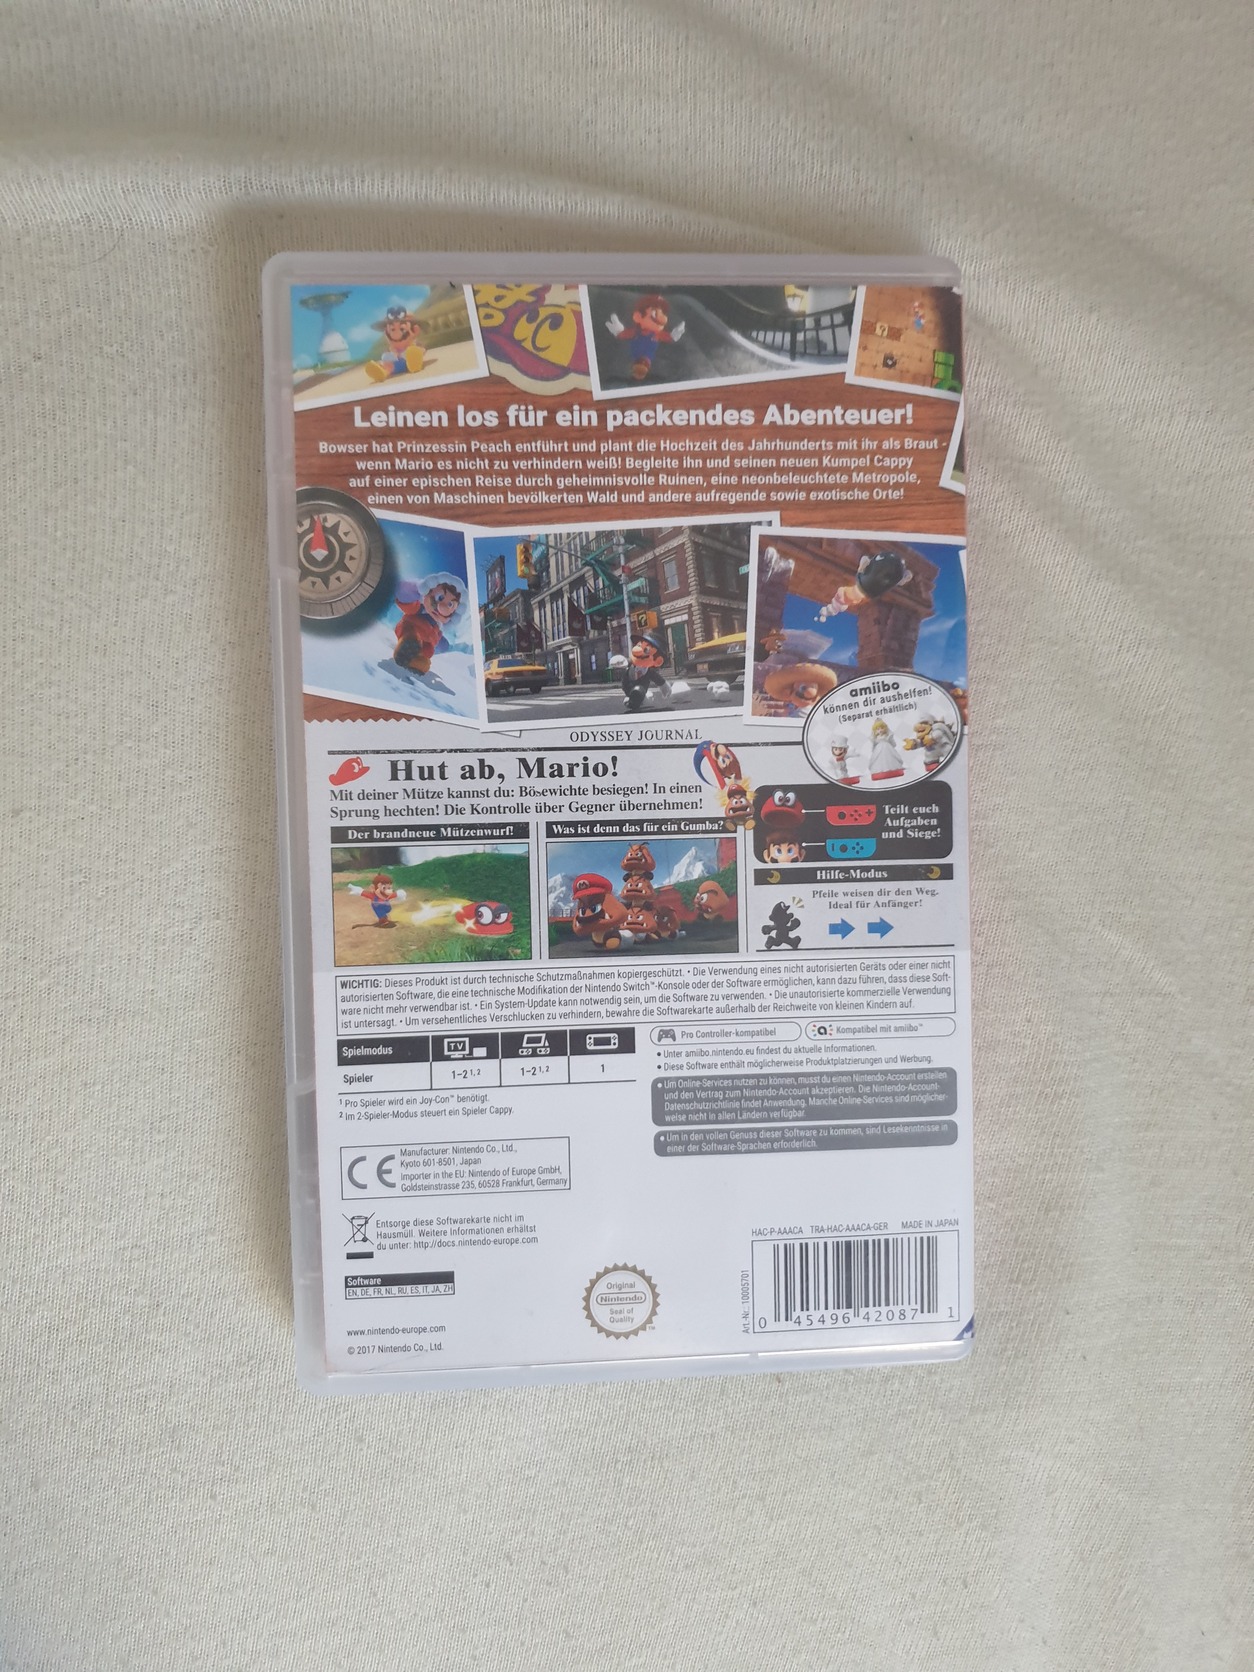 Leinen los für ein packendes Abenteuer!
Bowser hat Prinzessin Peach entführt und plant die Hochzeit des Jahrhunderts mit ihr als Braut -
wenn Mario es nicht zu verhindern weiß! Begleite ihn und seinen neuen Kumpel Cappy
auf einer epischen Reise durch geheimnisvolle Ruinen, eine neonbeleuchtete Metropole,
einen von Maschinen bevölkerten Wald und andere aufregende sowie exotische Orte!
amiibo
können dir aushelfen!
(Separat erhältlich)
ODYSSEY JOURNAL
Hut ab, Mario!
Mit deiner Mütze kannst du: Bösewichte besiegen! In einen
Sprung hechten! Die Kontrolle über Gegner übernehmen!
Der brandneue Mützenwurf!
Was ist denn das für ein Gumba?
Teilt euch
Aufgaben
und Siege!
Hilfe-Modus
Pfeile weisen dir den Weg.
Ideal für Anfänger!
WICHTIG: Dieses Produkt ist durch technische Schutzmaßnahmen kopiergeschützt. • Die Verwendung eines nicht autorisierten Geräts oder einer nicht
autorisierten Software, die eine technische Modifikation der Nintendo Switch™-Konsole oder der Software ermöglichen, kann dazu führen, dass diese Soft-
ware nicht mehr verwendbar ist. • Ein System-Update kann notwendig sein, um die Software zu verwenden. • Die unautorisierte kommerzielle Verwendung
ist untersagt. • Um versehentliches Verschlucken zu verhindern, bewahre die Softwarekarte außerhalb der Reichweite von kleinen Kindern auf.
Spielmodus TV
Spieler 1-2 1, 2 1-2 1, 2 1
1 Pro Spieler wird ein Joy-Con™ benötigt.
2 Im 2-Spieler-Modus steuert ein Spieler Cappy.
Pro Controller-kompatibel
Kompatibel mit amiibo™
• Unter amiibo.nintendo.eu findest du aktuelle Informationen.
• Diese Software enthält möglicherweise Produktplatzierungen und Werbung.
• Um Online-Services nutzen zu können, musst du einen Nintendo-Account erstellen
und den Vertrag zum Nintendo-Account akzeptieren. Die Nintendo-Account-
Datenschutzrichtlinie findet Anwendung. Manche Online-Services sind möglicher-
weise nicht in allen Ländern verfügbar.
• Um in den vollen Genuss dieser Software zu kommen, sind Lesekenntnisse in
einer der Software-Sprachen erforderlich.
CE
Manufacturer: Nintendo Co., Ltd.,
Kyoto 601-8501, Japan
Importer in the EU: Nintendo of Europe GmbH,
Goldsteinstrasse 235, 60528 Frankfurt, Germany
Entsorge diese Softwarekarte nicht im
Hausmüll. Weitere Informationen erhältst
du unter: http://docs.nintendo-europe.com
Software
EN, DE, FR, NL, RU, ES, IT, JA, ZH
www.nintendo-europe.com
© 2017 Nintendo Co., Ltd.
Original
Nintendo
Seal of
Quality
™
HAC-P-AAACA TRA-HAC-AAACA-GER MADE IN JAPAN
Art.-Nr.: 10005701
0 45496 42087 1